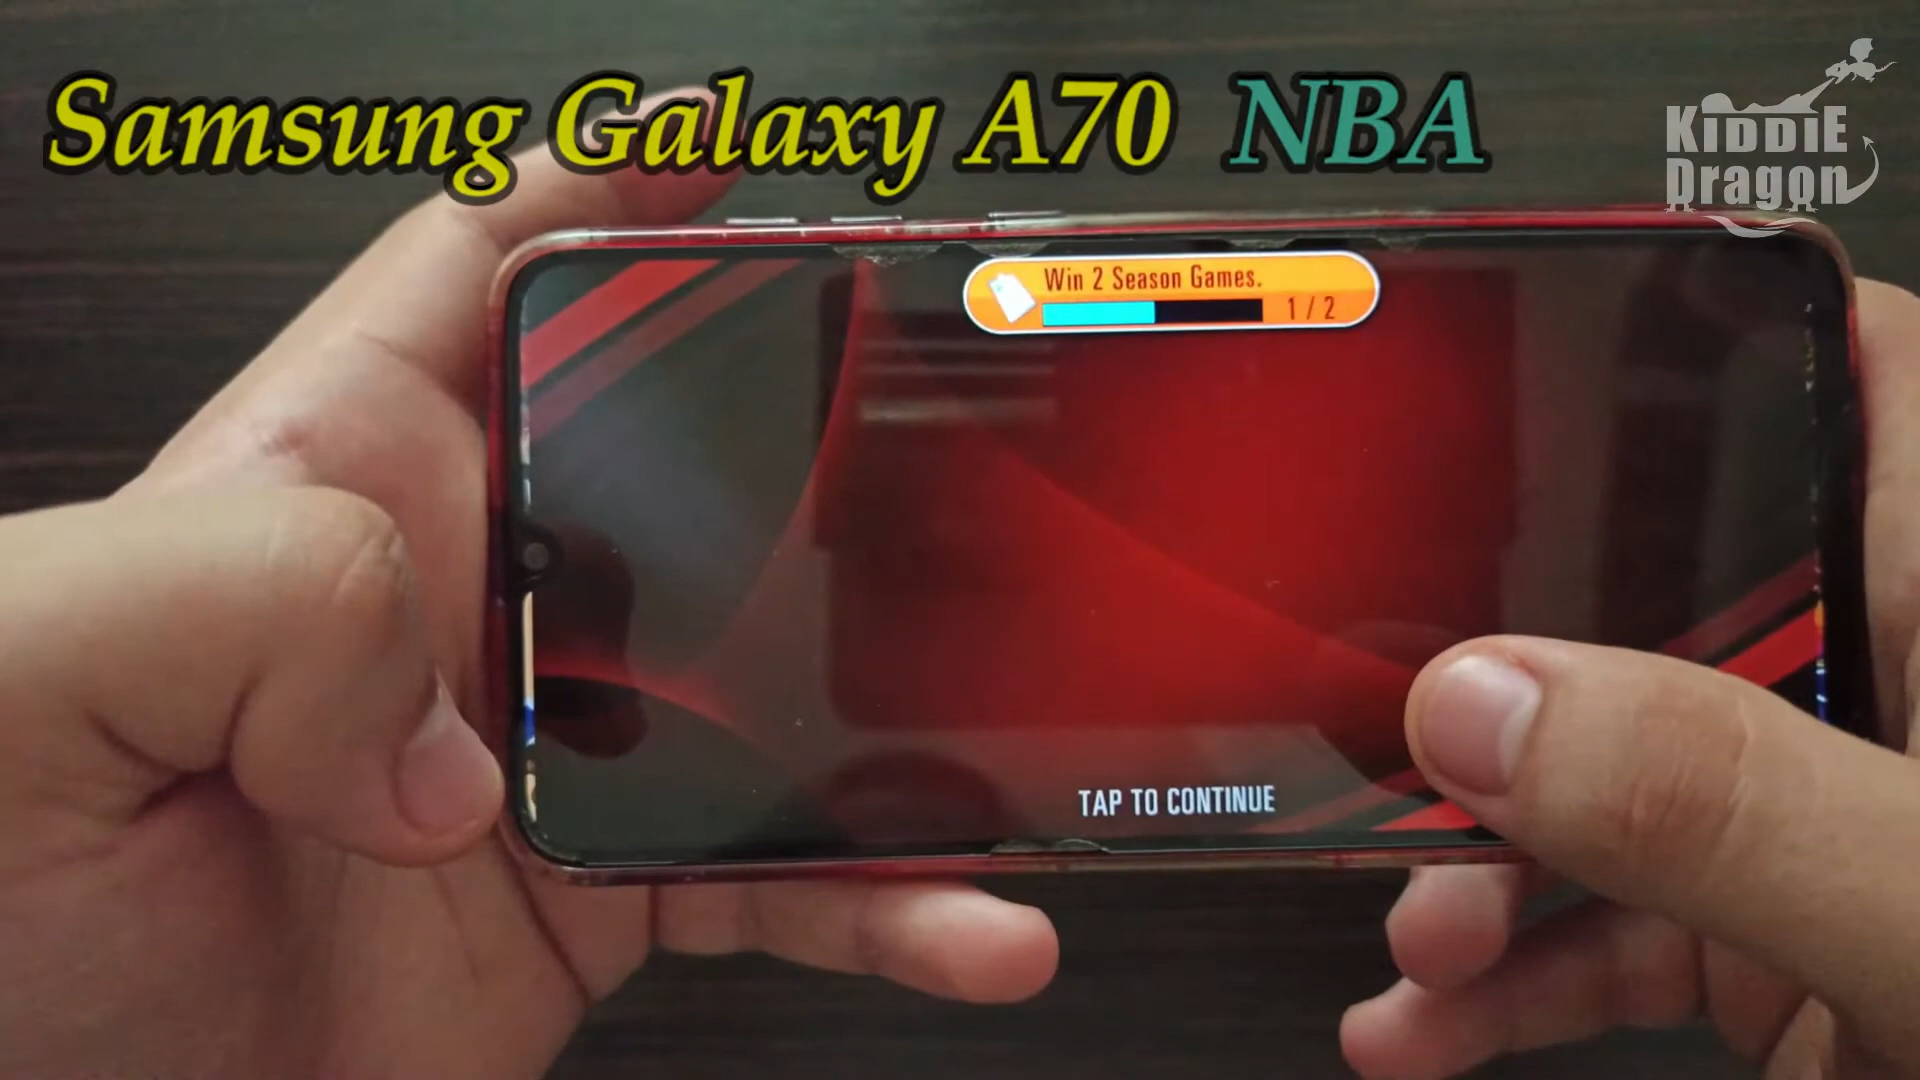 Samsung Galaxy A70 NBA
KIDDIE
Dragon
Win 2 Season Games.
1 / 2
TAP TO CONTINUE